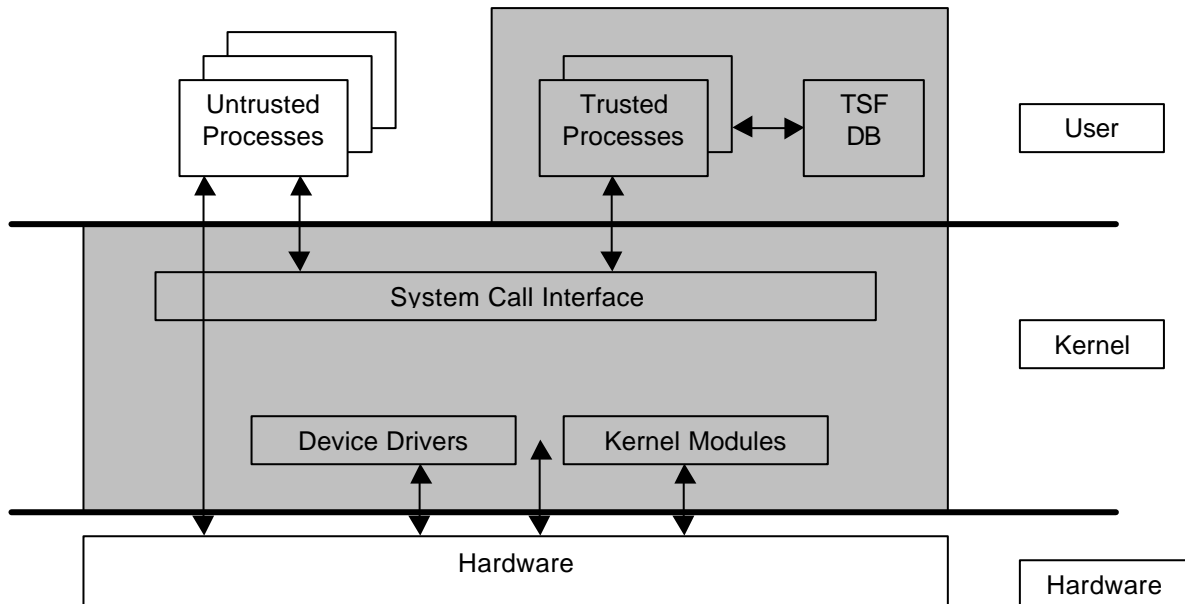 Untrusted
Processes
Trusted
Processes
TSF
DB
User
System Call Interface
Kernel
Device Drivers
Kernel Modules
Hardware
Hardware